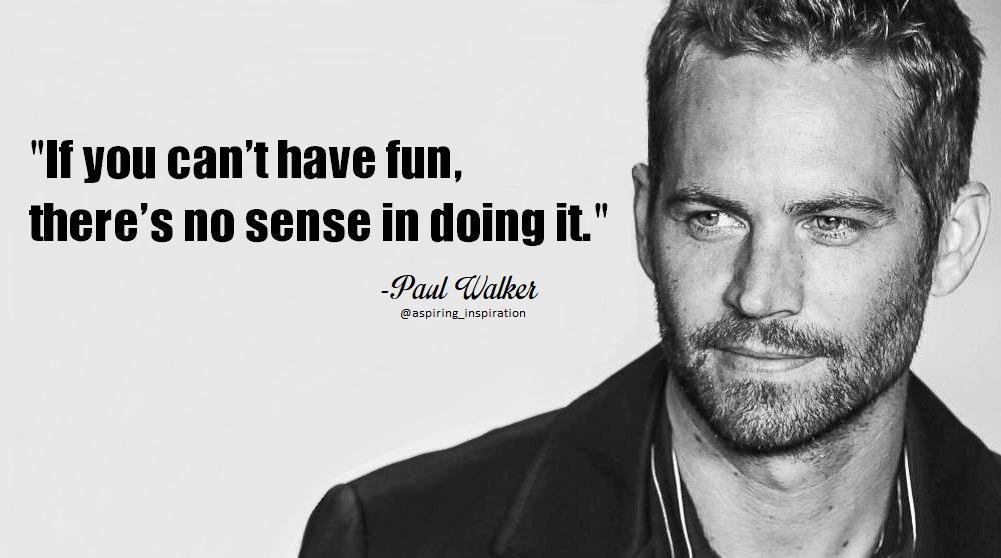 "If you can’t have fun,
there’s no sense in doing it."
-Paul Walker
@aspiring_inspiration